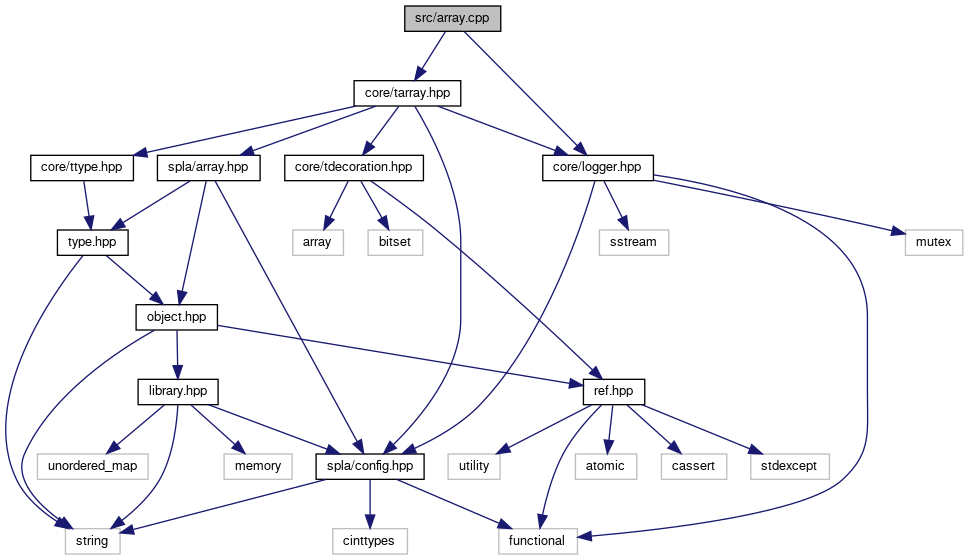 src/array.cpp
core/tarray.hpp
core/ttype.hpp
spla/array.hpp
core/tdecoration.hpp
core/logger.hpp
type.hpp
array
bitset
sstream
mutex
object.hpp
library.hpp
ref.hpp
unordered_map
memory
spla/config.hpp
utility
atomic
cassert
stdexcept
string
cinttypes
functional